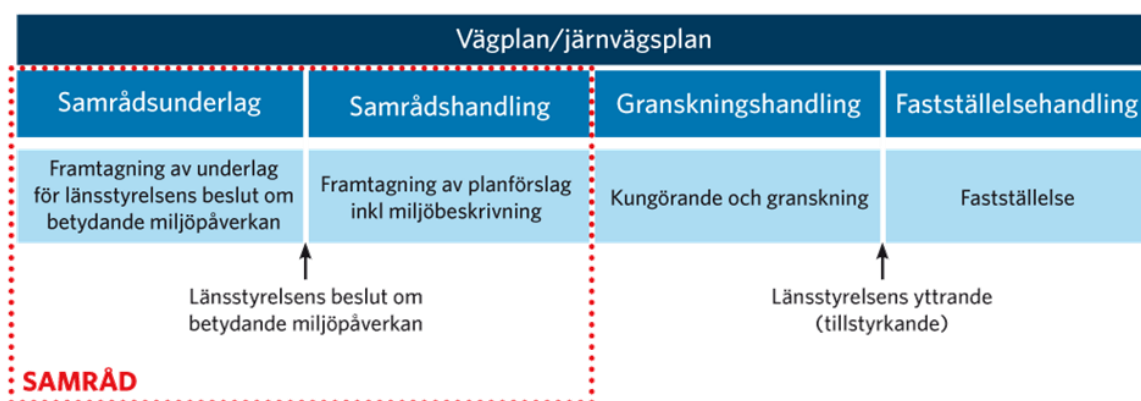 Vägplan/järnvägsplan
Samrådsunderlag
Samrådshandling
Granskningshandling
Fastställelsehandling
Framtagning av underlag
för länsstyrelsens beslut om
betydande miljöpåverkan
Framtagning av planförslag
inkl miljöbeskrivning
Kungörande och granskning
Fastställelse
Länsstyrelsens beslut om
betydande miljöpåverkan
Länsstyrelsens yttrande
(tillstyrkande)
SAMRÅD